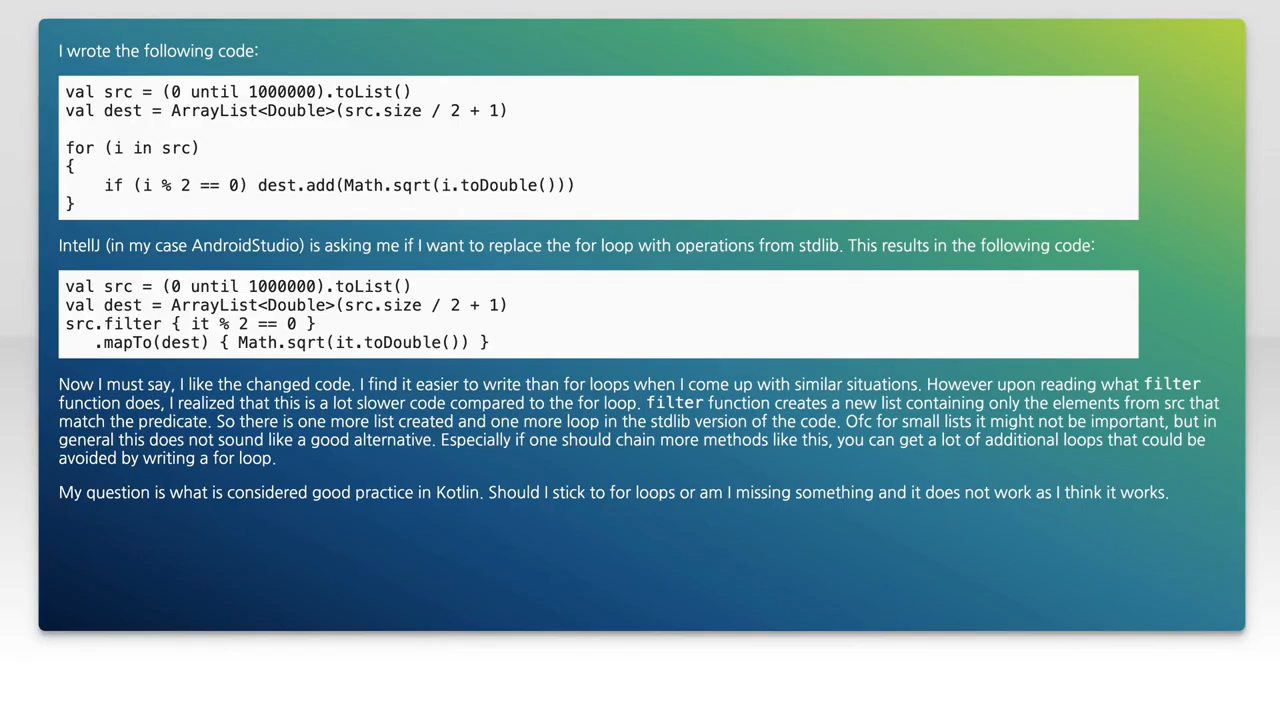 I wrote the following code:
val src = (0 until 1000000).toList()
val dest = ArrayList<Double>(src.size / 2 + 1)
for (i in src)
{
    if (i % 2 == 0) dest.add(Math.sqrt(i.toDouble()))
}
IntellJ (in my case AndroidStudio) is asking me if I want to replace the for loop with operations from stdlib. This results in the following code:
val src = (0 until 1000000).toList()
val dest = ArrayList<Double>(src.size / 2 + 1)
src.filter { it % 2 == 0 }
   .mapTo(dest) { Math.sqrt(it.toDouble()) }
Now I must say, I like the changed code. I find it easier to write than for loops when I come up with similar situations. However upon reading what filter
function does, I realized that this is a lot slower code compared to the for loop. filter function creates a new list containing only the elements from src that
match the predicate. So there is one more list created and one more loop in the stdlib version of the code. Ofc for small lists it might not be important, but in
general this does not sound like a good alternative. Especially if one should chain more methods like this, you can get a lot of additional loops that could be
avoided by writing a for loop.
My question is what is considered good practice in Kotlin. Should I stick to for loops or am I missing something and it does not work as I think it works.